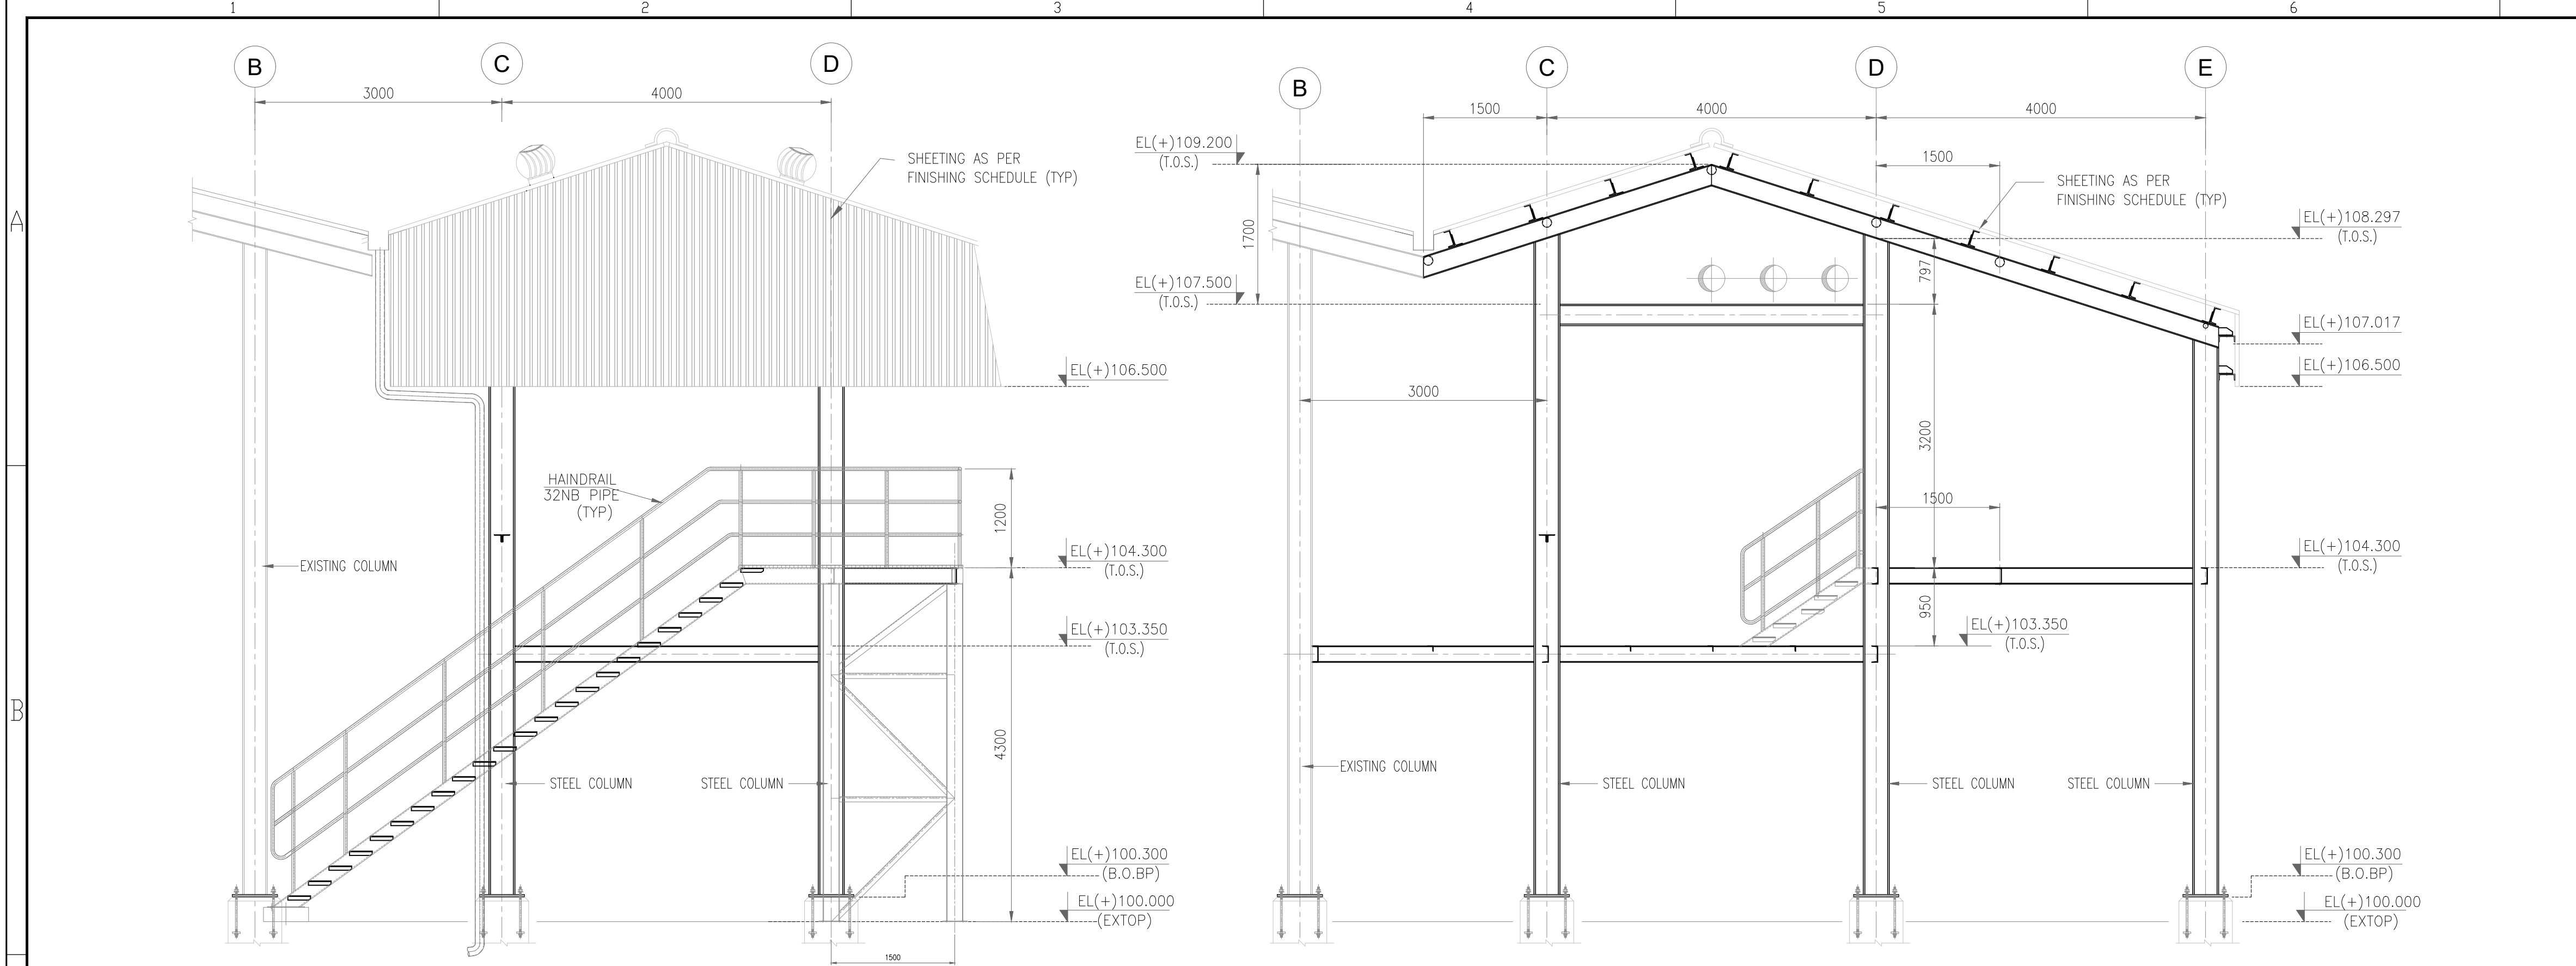 1 2 3 4 5 6
A
B
B C D
3000 4000
SHEETING AS PER
FINISHING SCHEDULE (TYP)
EL(+)106.500
HAINDRAIL
32NB PIPE
(TYP)
1200
EXISTING COLUMN
EL(+)104.300
(T.O.S.)
EL(+)103.350
(T.O.S.)
4300
STEEL COLUMN
STEEL COLUMN
EL(+)100.300
(B.O.BP)
EL(+)100.000
(EXTOP)
1500
B C D E
1500 4000 4000
EL(+)109.200
(T.O.S.)
1500
SHEETING AS PER
FINISHING SCHEDULE (TYP)
1700
EL(+)108.297
(T.O.S.)
797
EL(+)107.500
(T.O.S.)
EL(+)107.017
EL(+)106.500
3000
3200
1500
EL(+)104.300
(T.O.S.)
950
EL(+)103.350
(T.O.S.)
EXISTING COLUMN
STEEL COLUMN
STEEL COLUMN
STEEL COLUMN
EL(+)100.300
(B.O.BP)
EL(+)100.000
(EXTOP)